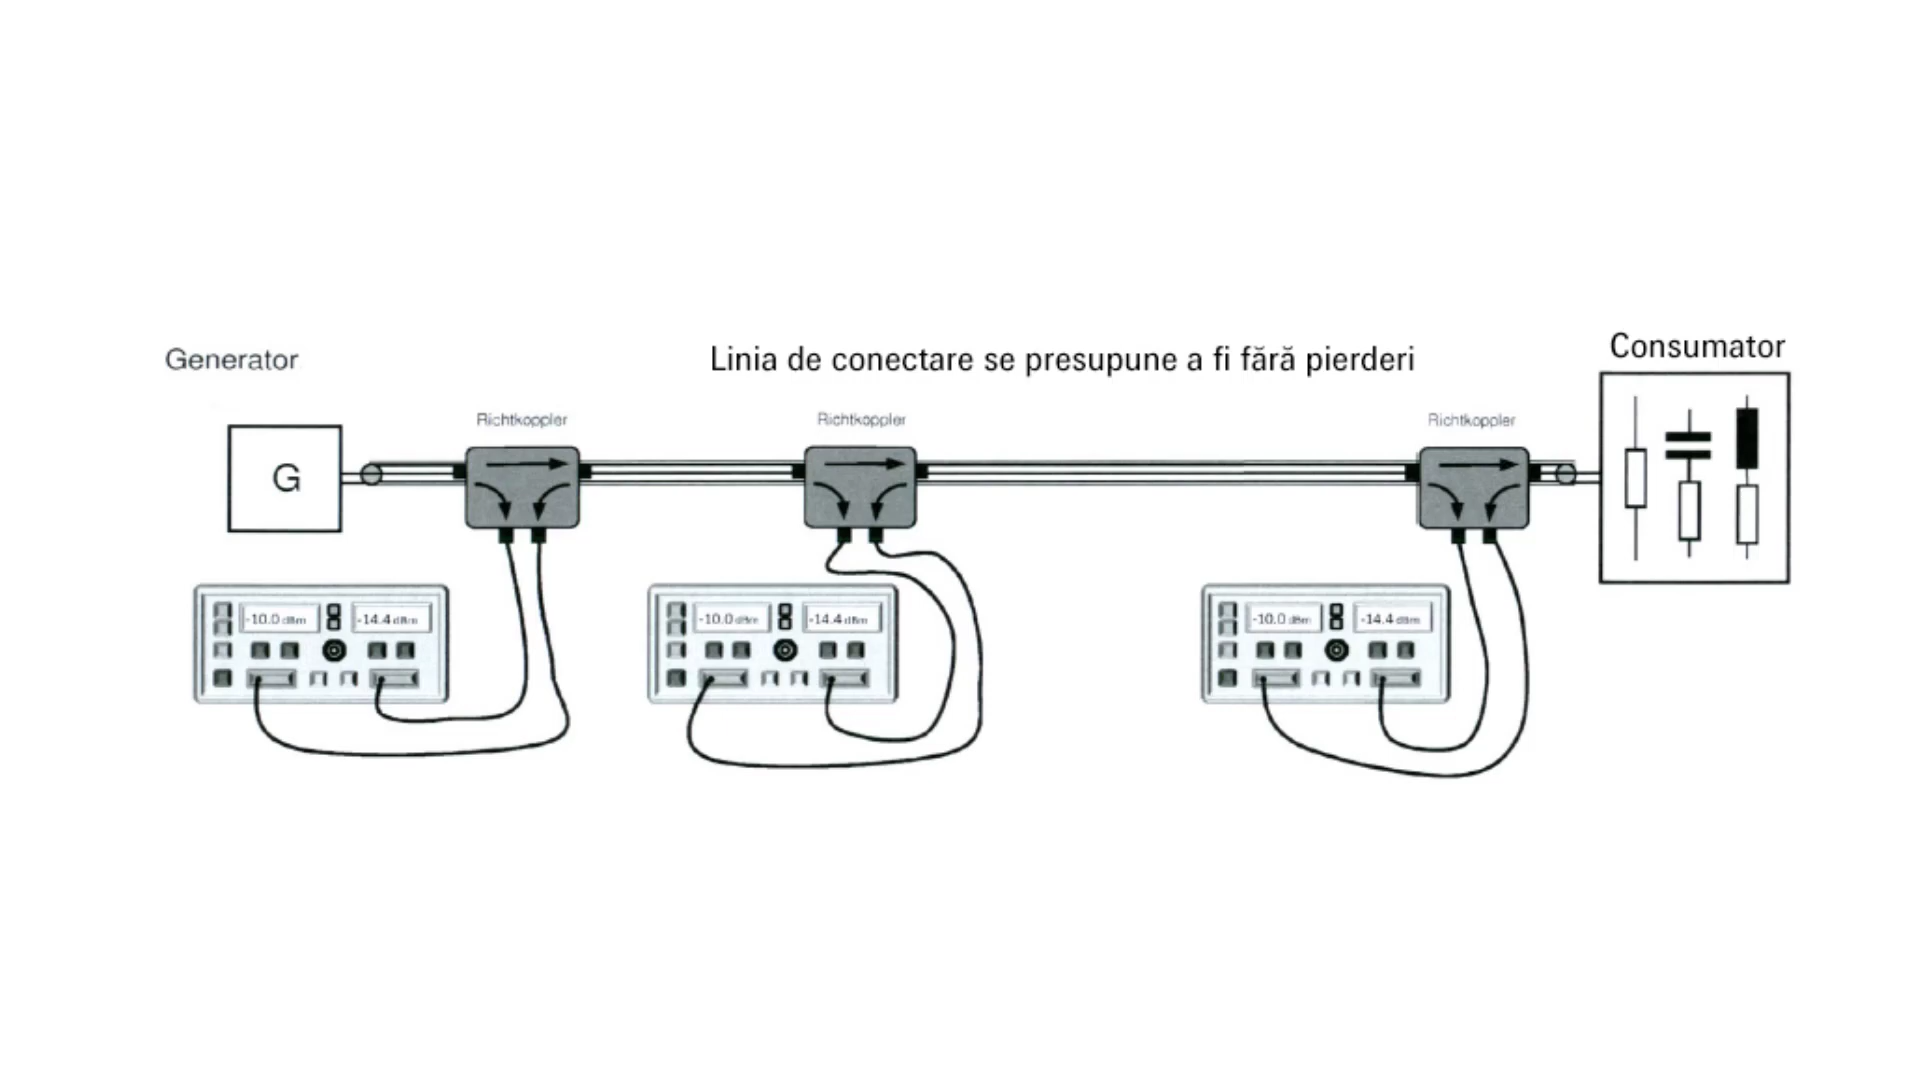 Generator
Linia de conectare se presupune a fi fără pierderi
Consumator
Richtkoppler
Richtkoppler
Richtkoppler
G
-10.0 dBm
-14.4 dBm
-10.0 dBm
-14.4 dBm
-10.0 dBm
-14.4 dBm